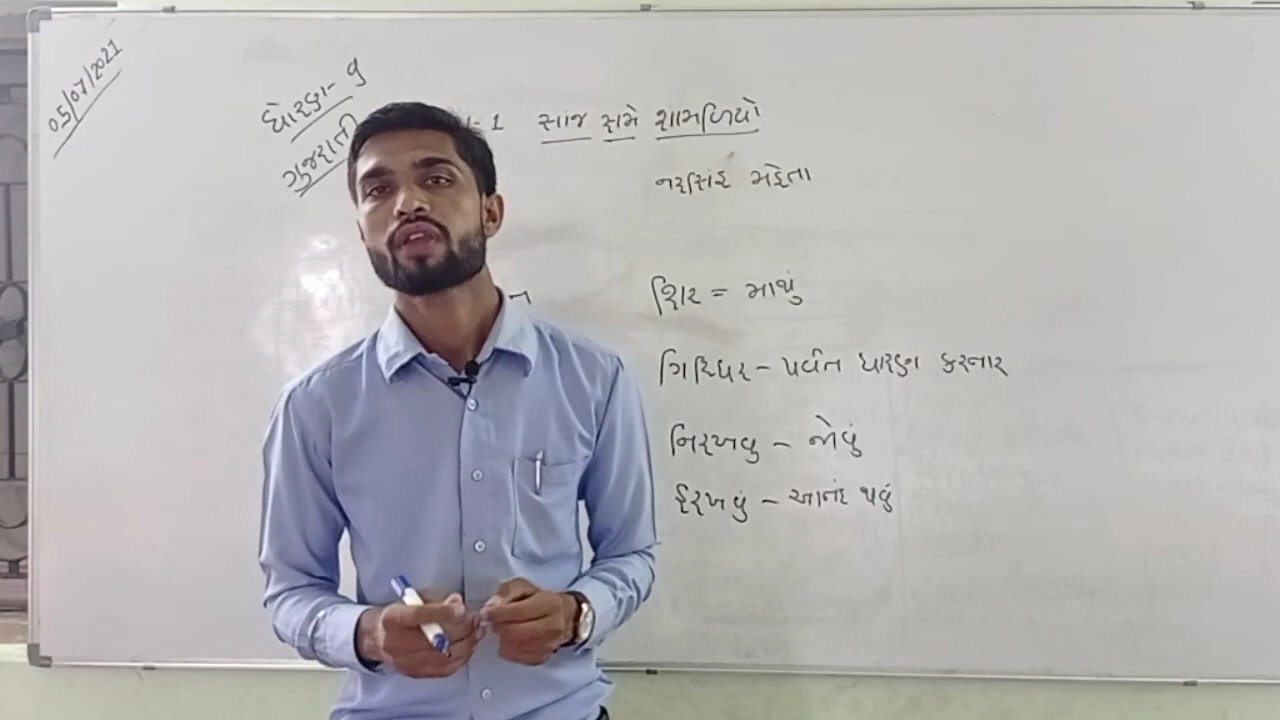 05/07/2021
ધોરણ- ૭
ગુજરાતી
- 1 સાંજ સમે શામળિયો
નરસિંહ મહેતા
શિર = માથું
ગિરિધર - પર્વત ધારણ કરનાર
નિરખવુ - જોવું
હરખવું - આનંદ થવું